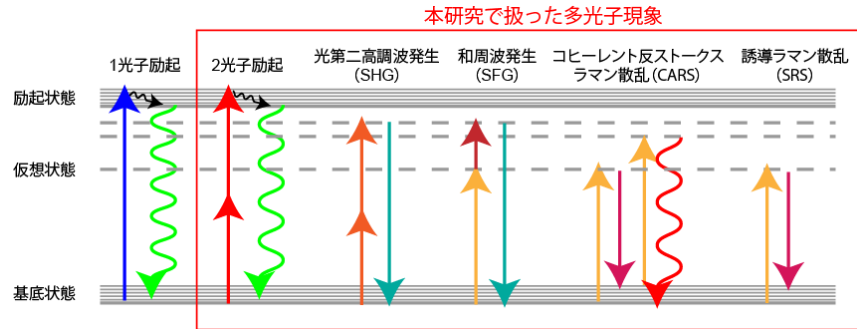 本研究で扱った多光子現象
1光子励起
2光子励起
光第二高調波発生
(SHG)
和周波発生
(SFG)
コヒーレント反ストークス
ラマン散乱(CARS)
誘導ラマン散乱
(SRS)
励起状態
仮想状態
基底状態